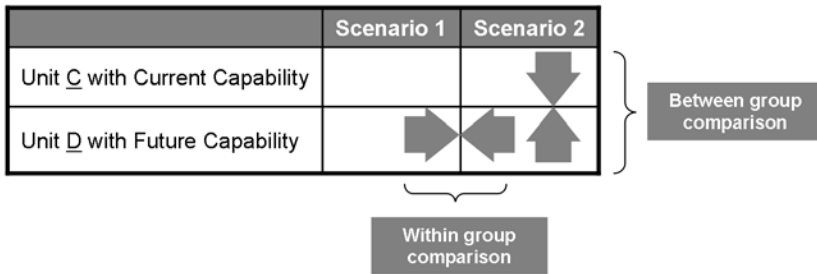 Scenario 1 Scenario 2
Unit C with Current Capability
Unit D with Future Capability
Between group
comparison
Within group
comparison